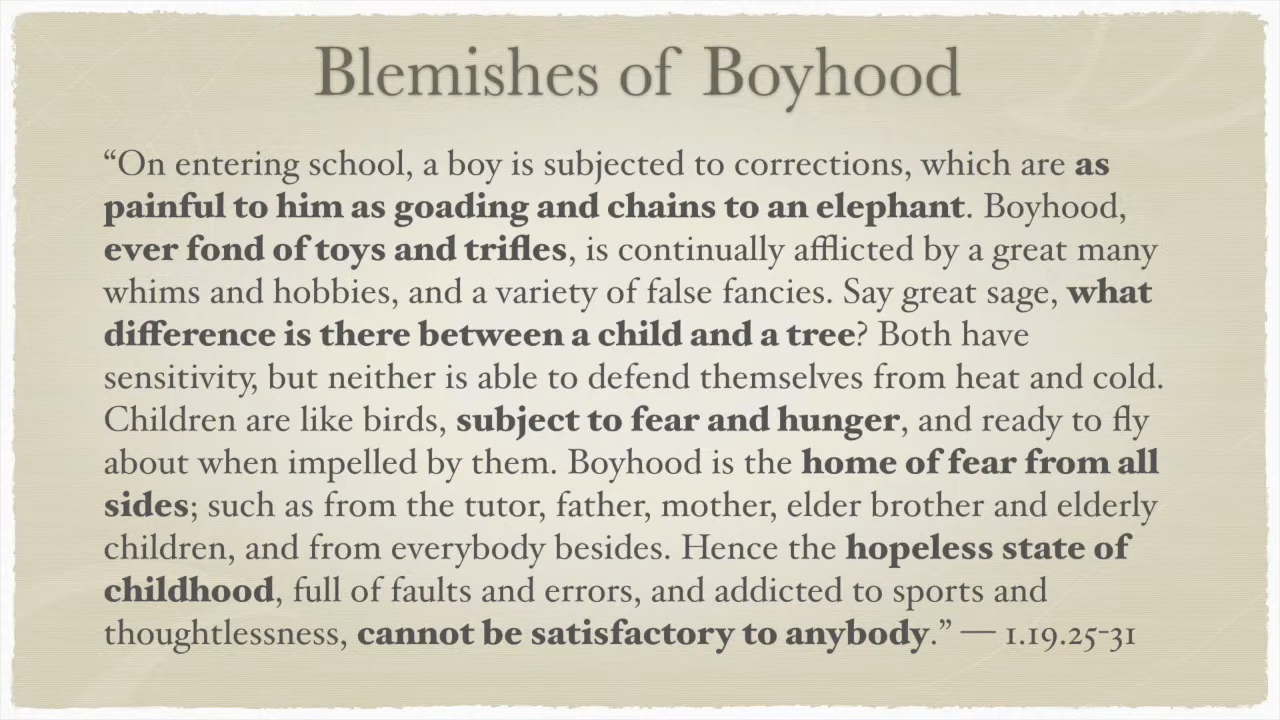 Blemishes of Boyhood
“On entering school, a boy is subjected to corrections, which are as
painful to him as goading and chains to an elephant. Boyhood,
ever fond of toys and trifles, is continually afflicted by a great many
whims and hobbies, and a variety of false fancies. Say great sage, what
difference is there between a child and a tree? Both have
sensitivity, but neither is able to defend themselves from heat and cold.
Children are like birds, subject to fear and hunger, and ready to fly
about when impelled by them. Boyhood is the home of fear from all
sides; such as from the tutor, father, mother, elder brother and elderly
children, and from everybody besides. Hence the hopeless state of
childhood, full of faults and errors, and addicted to sports and
thoughtlessness, cannot be satisfactory to anybody.” — 1.19.25-31